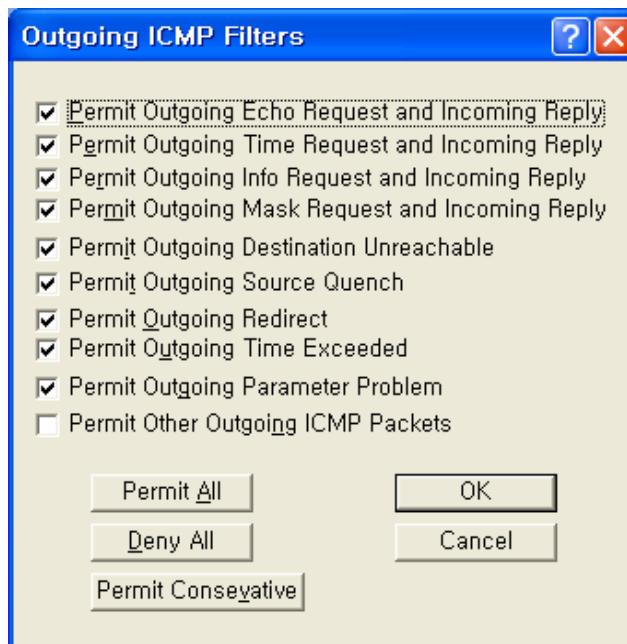 Outgoing ICMP Filters
Permit Outgoing Echo Request and Incoming Reply
Permit Outgoing Time Request and Incoming Reply
Permit Outgoing Info Request and Incoming Reply
Permit Outgoing Mask Request and Incoming Reply
Permit Outgoing Destination Unreachable
Permit Outgoing Source Quench
Permit Outgoing Redirect
Permit Outgoing Time Exceeded
Permit Outgoing Parameter Problem
Permit Other Outgoing ICMP Packets
Permit All
OK
Deny All
Cancel
Permit Consevative